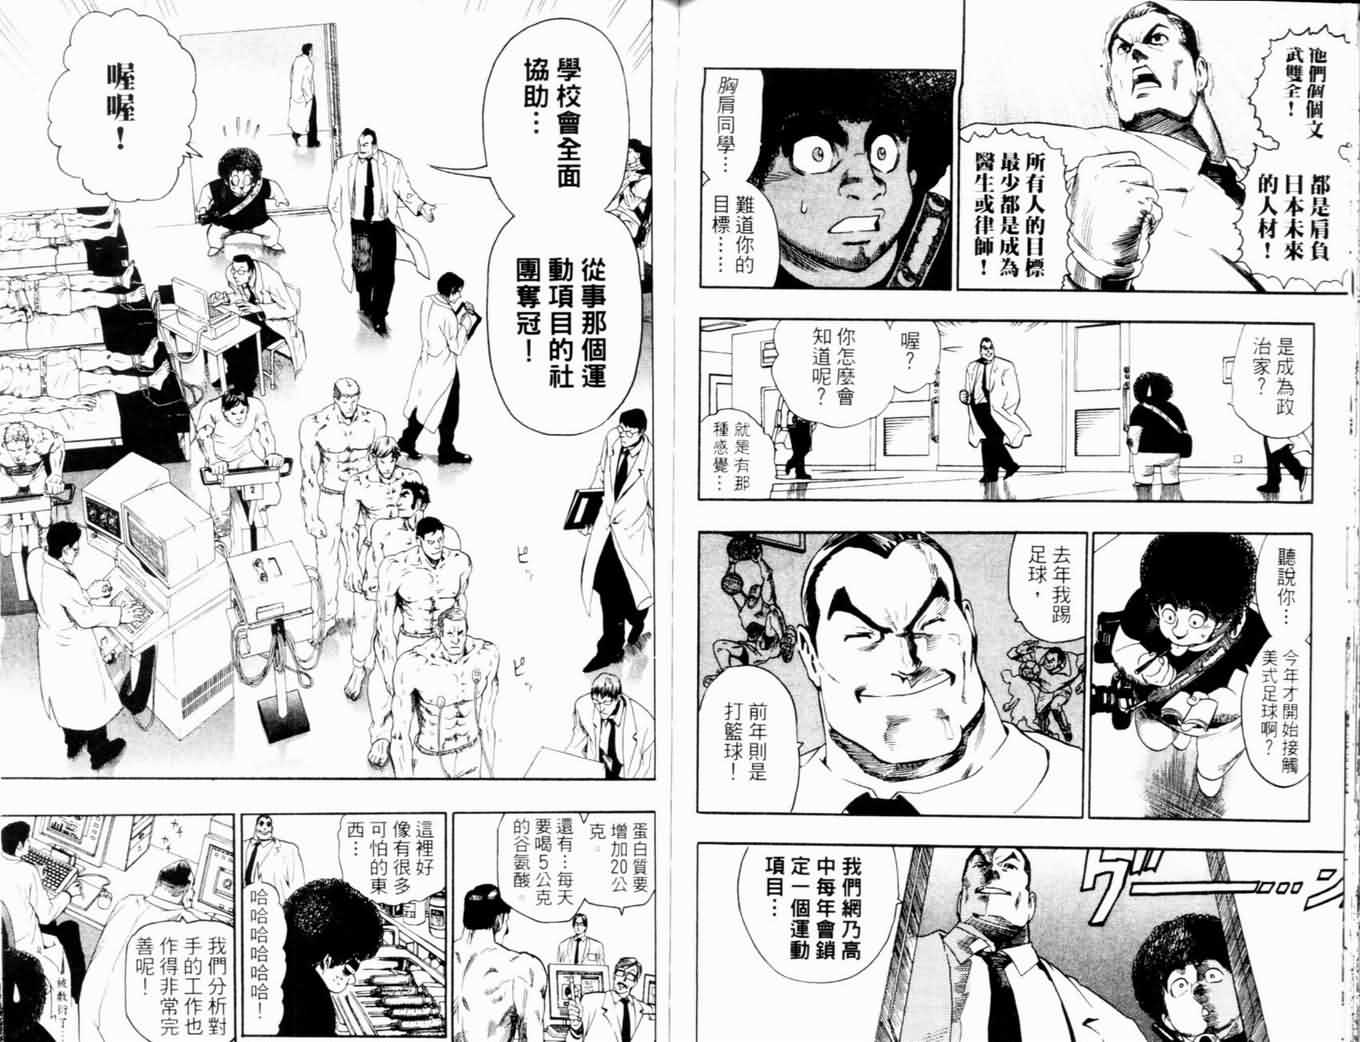 他們個個文
武雙全！
都是肩負
日本未來
的人材！
所有人的目標
最少都是成為
醫生或律師！
胸肩同學…
難道你的
目標……
是成為政
治家？
喔？
你怎麼會
知道呢？
就是有那
種感覺…
聽說你…
今年才開始接觸
美式足球啊？
去年我踢
足球，
前年則是
打籃球！
我們網乃高
中每年會鎖
定一個運動
項目…
學校會全面
協助…
從事那個運
動項目的社
團奪冠！
喔喔！
ピッ
ピッ
蛋白質要
增加20公
克。
還有…每天
要喝5公克
的谷氨酸。
這裡好
像有很多
可怕的東
西…
哈哈哈哈哈哈！
カチ
我們分析對
手的工作也
作得非常完
善呢！
被敷衍了…